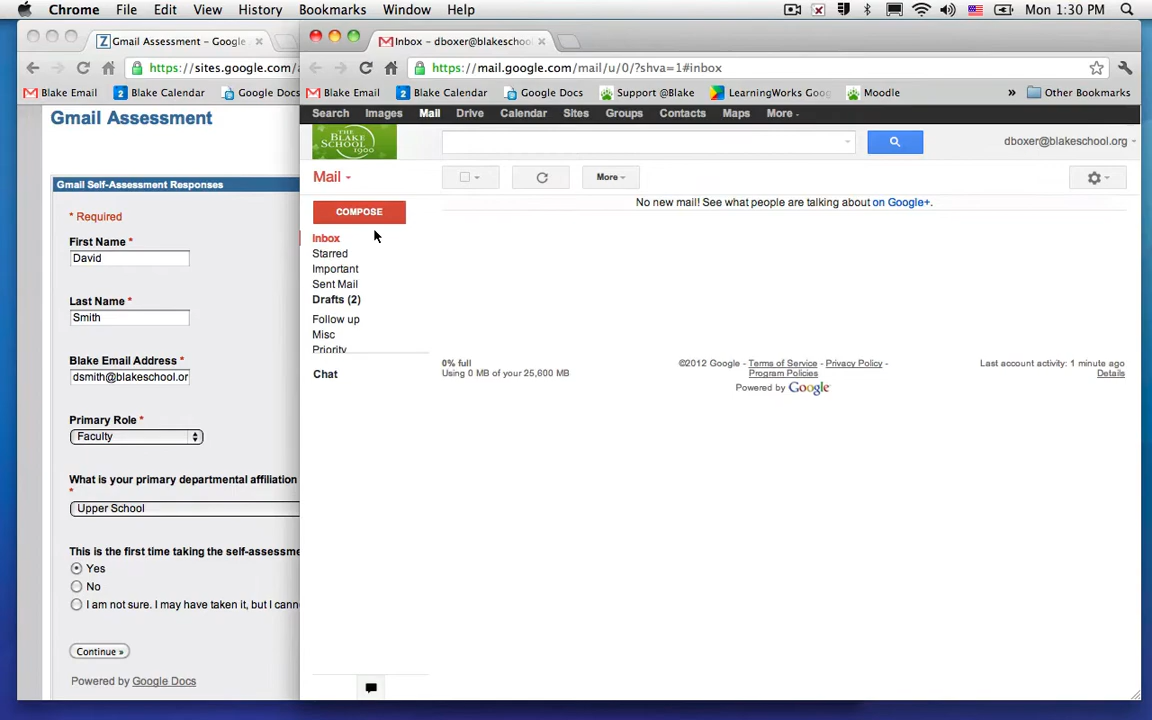 Chrome File Edit View History Bookmarks Window Help Mon 1:30 PM
Gmail Assessment – Google
https://sites.google.com/a
Blake Email Blake Calendar Google Docs
Gmail Assessment
Gmail Self-Assessment Responses
* Required
First Name *
David
Last Name *
Smith
Blake Email Address *
dsmith@blakeschool.or
Primary Role *
Faculty
What is your primary departmental affiliation
*
Upper School
This is the first time taking the self-assessme
Yes
No
I am not sure. I may have taken it, but I canno
Continue »
Powered by Google Docs
Inbox – dboxer@blakeschool
https://mail.google.com/mail/u/0/?shva=1#inbox
Blake Email Blake Calendar Google Docs Support @Blake LearningWorks Goog Moodle » Other Bookmarks
Search Images Mail Drive Calendar Sites Groups Contacts Maps More
THE
BLAKE
SCHOOL
1900
dboxer@blakeschool.org
Mail
More
COMPOSE
No new mail! See what people are talking about on Google+.
Inbox
Starred
Important
Sent Mail
Drafts (2)
Follow up
Misc
Priority
Chat
0% full
Using 0 MB of your 25,600 MB
©2012 Google - Terms of Service - Privacy Policy -
Program Policies
Powered by Google
Last account activity: 1 minute ago
Details